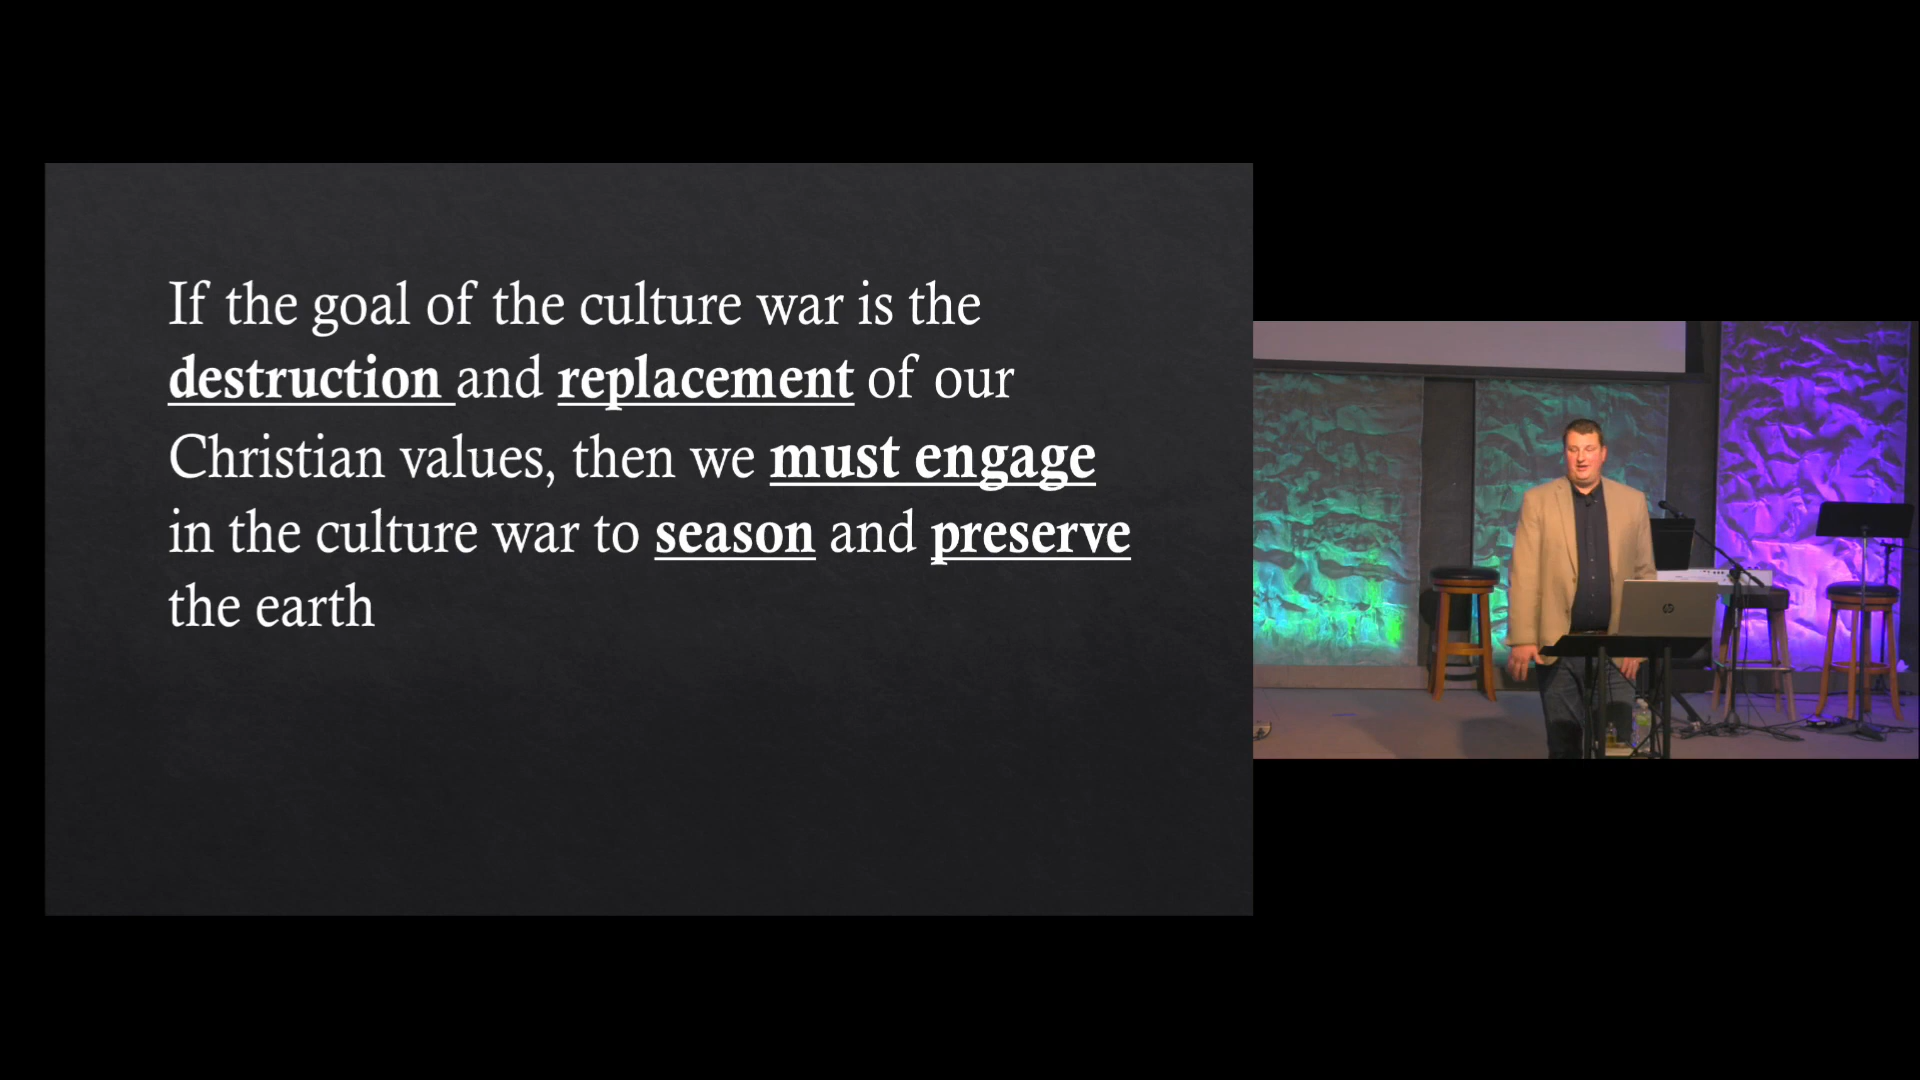 If the goal of the culture war is the
destruction and replacement of our
Christian values, then we must engage
in the culture war to season and preserve
the earth
hp